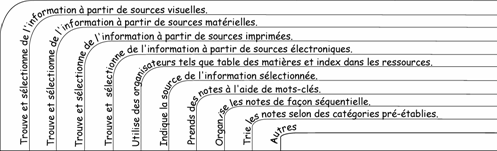 Trouve et sélectionne de l'information à partir de sources visuelles.
Trouve et sélectionne de l'information à partir de sources matérielles.
Trouve et sélectionne de l'information à partir de sources imprimées.
Trouve et sélectionne de l'information à partir de sources électroniques.
Utilise des organisateurs tels que table des matières et index dans les ressources.
Indique la source de l'information sélectionnée.
Prends des notes à l'aide de mots-clés.
Organise les notes de façon séquentielle.
Trie les notes selon des catégories pré-établies.
Autres